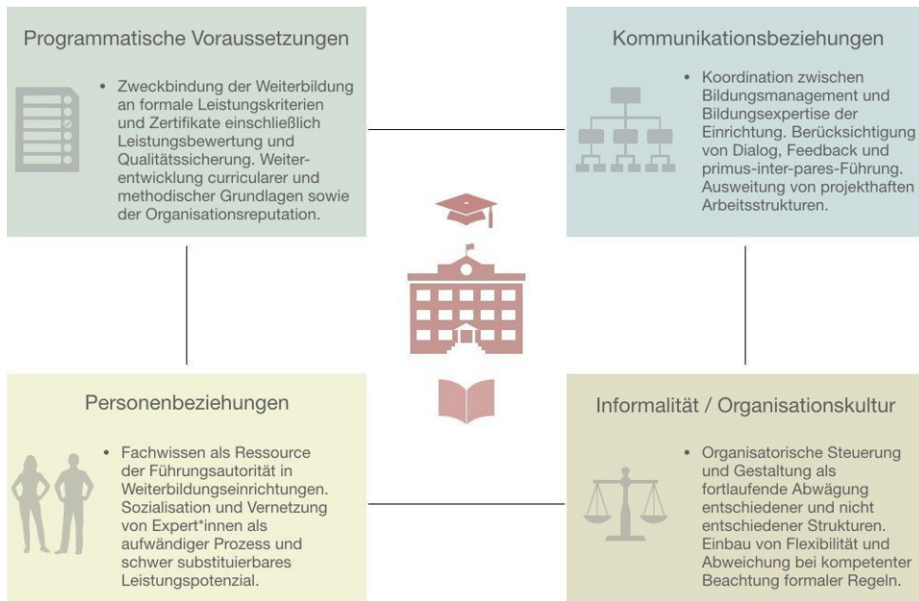 Programmatische Voraussetzungen
• Zweckbindung der Weiterbildung
an formale Leistungskriterien
und Zertifikate einschließlich
Leistungsbewertung und
Qualitätssicherung. Weiter-
entwicklung curricularer und
methodischer Grundlagen sowie
der Organisationsreputation.
Kommunikationsbeziehungen
• Koordination zwischen
Bildungsmanagement und
Bildungsexpertise der
Einrichtung. Berücksichtigung
von Dialog, Feedback und
primus-inter-pares-Führung.
Ausweitung von projekthaften
Arbeitsstrukturen.
Personenbeziehungen
• Fachwissen als Ressource
der Führungsautorität in
Weiterbildungseinrichtungen.
Sozialisation und Vernetzung
von Expert*innen als
aufwändiger Prozess und
schwer substituierbares
Leistungspotenzial.
Informalität / Organisationskultur
• Organisatorische Steuerung
und Gestaltung als
fortlaufende Abwägung
entschiedener und nicht
entschiedener Strukturen.
Einbau von Flexibilität und
Abweichung bei kompetenter
Beachtung formaler Regeln.